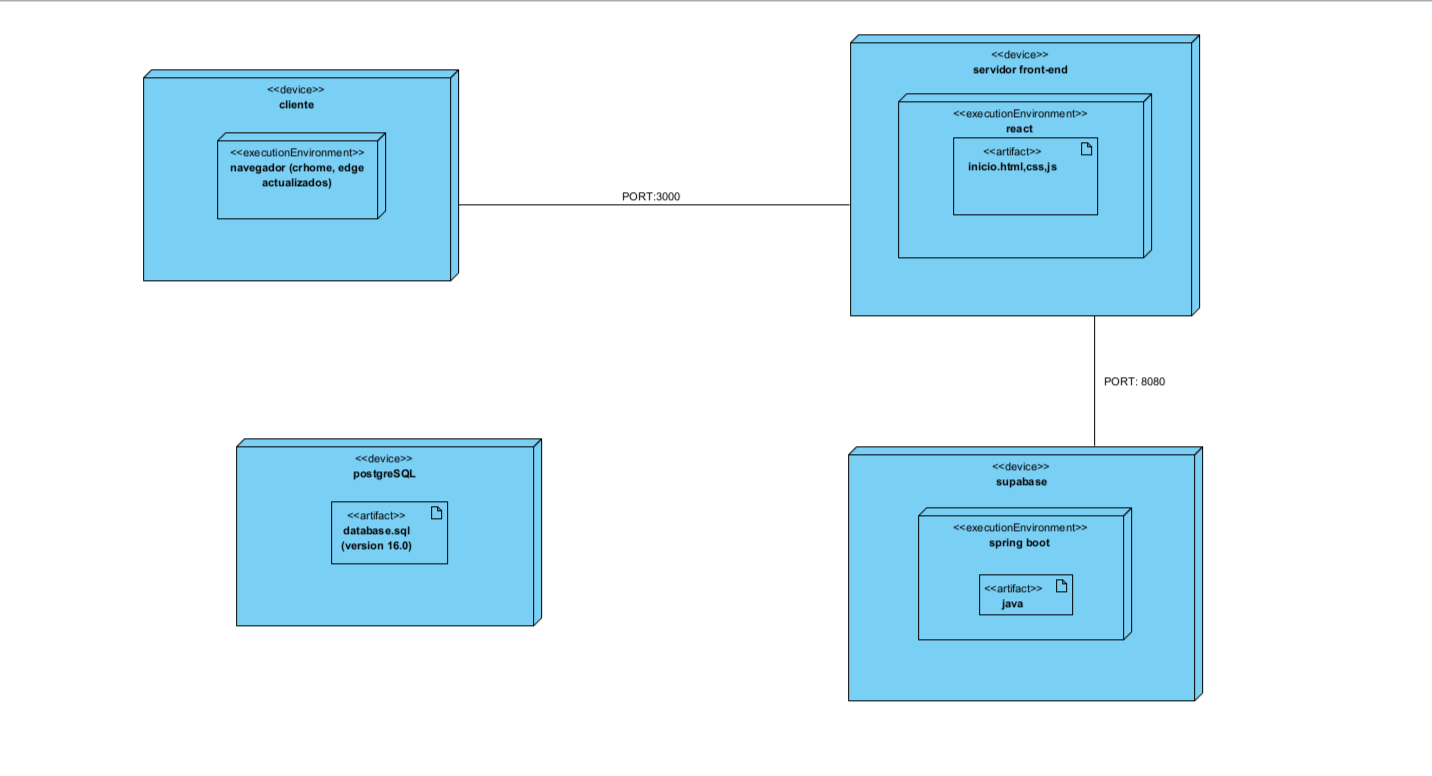 <<device>>
cliente
<<executionEnvironment>>
navegador (crhome, edge
actualizados)
PORT:3000
<<device>>
servidor front-end
<<executionEnvironment>>
react
<<artifact>>
inicio.html,css,js
PORT: 8080
<<device>>
postgreSQL
<<artifact>>
database.sql
(version 16.0)
<<device>>
supabase
<<executionEnvironment>>
spring boot
<<artifact>>
java